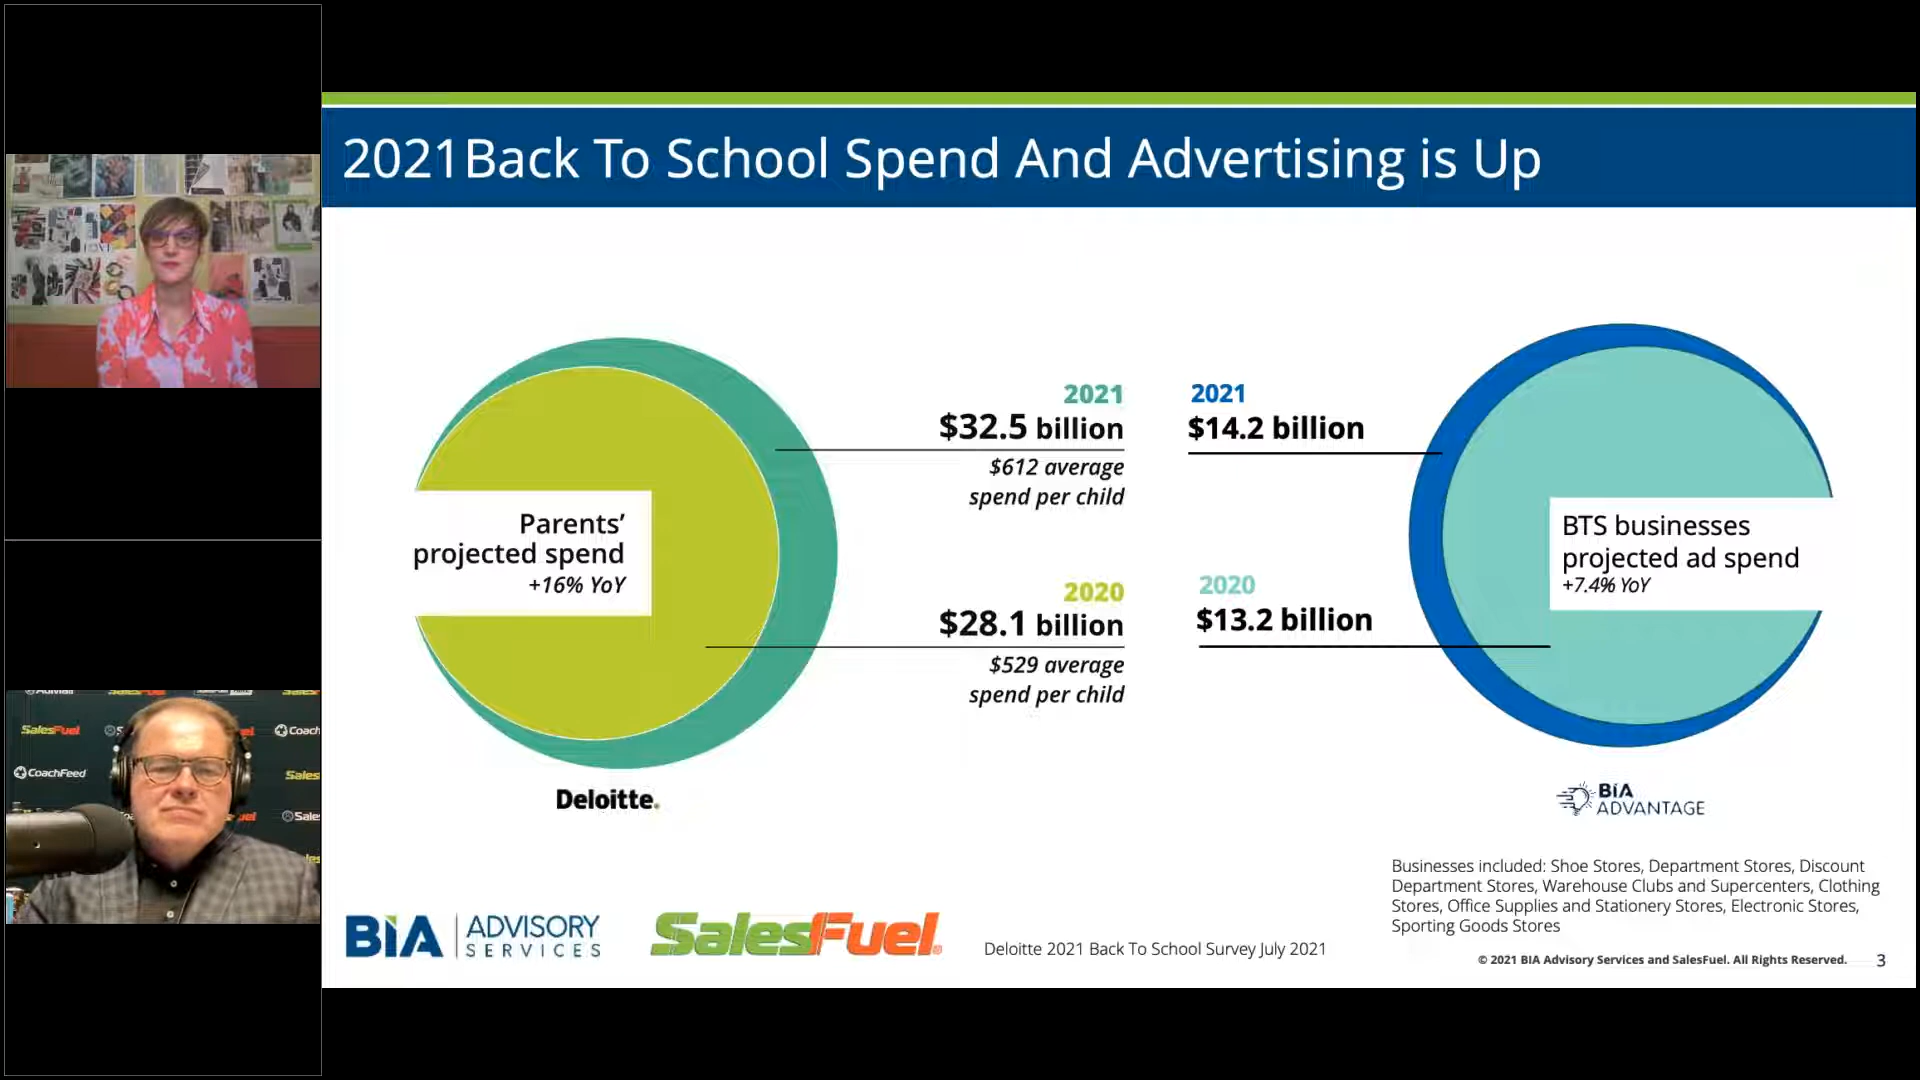 2021Back To School Spend And Advertising is Up
2021
$32.5 billion
$612 average
spend per child
Parents’
projected spend
+16% YoY
2020
$28.1 billion
$529 average
spend per child
Deloitte.
2021
$14.2 billion
BTS businesses
projected ad spend
+7.4% YoY
2020
$13.2 billion
BiA
ADVANTAGE
Businesses included: Shoe Stores, Department Stores, Discount
Department Stores, Warehouse Clubs and Supercenters, Clothing
Stores, Office Supplies and Stationery Stores, Electronic Stores,
Sporting Goods Stores
BiA ADVISORY
SERVICES
SalesFuel®
Deloitte 2021 Back To School Survey July 2021
© 2021 BIA Advisory Services and SalesFuel. All Rights Reserved. 3
SalesFuel
Coach
CoachFeed
Sales
uel
Sale